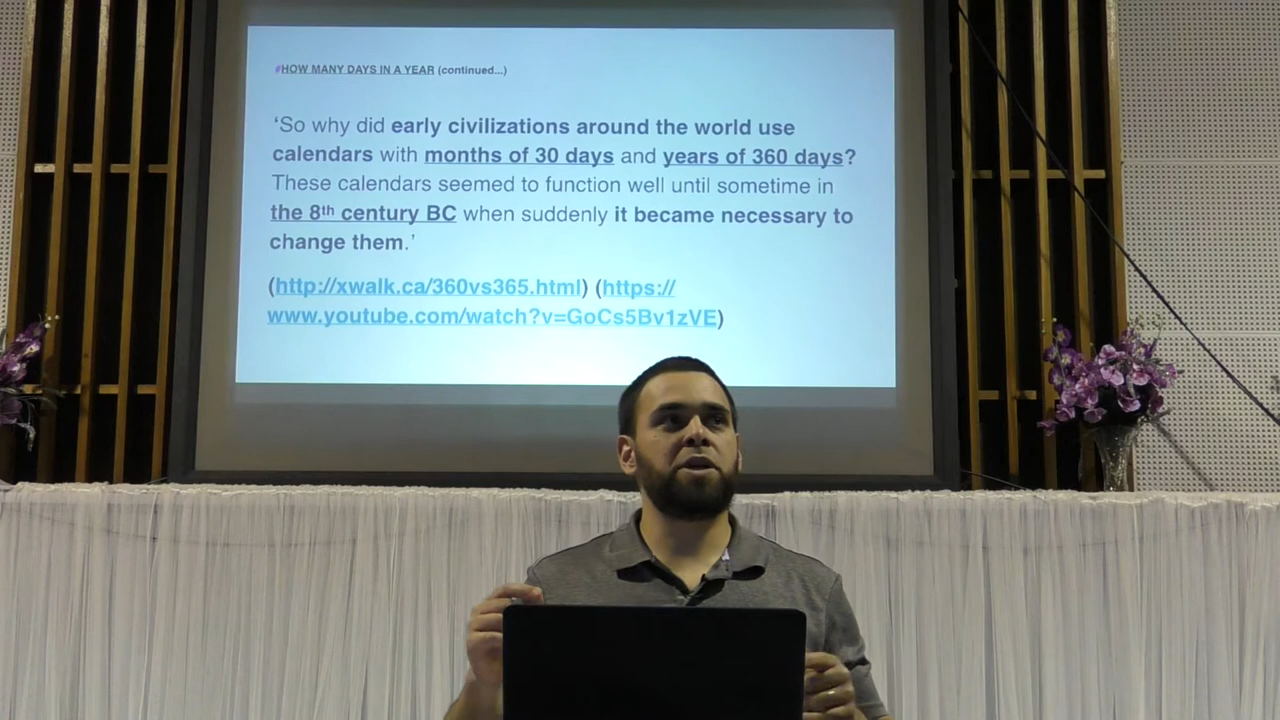 #HOW MANY DAYS IN A YEAR (continued...)
‘So why did early civilizations around the world use
calendars with months of 30 days and years of 360 days?
These calendars seemed to function well until sometime in
the 8th century BC when suddenly it became necessary to
change them.’
(http://xwalk.ca/360vs365.html) (https://
www.youtube.com/watch?v=GoCs5Bv1zVE)